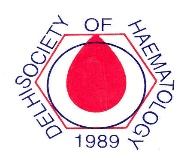 DELHI SOCIETY OF HAEMATOLOGY
1989